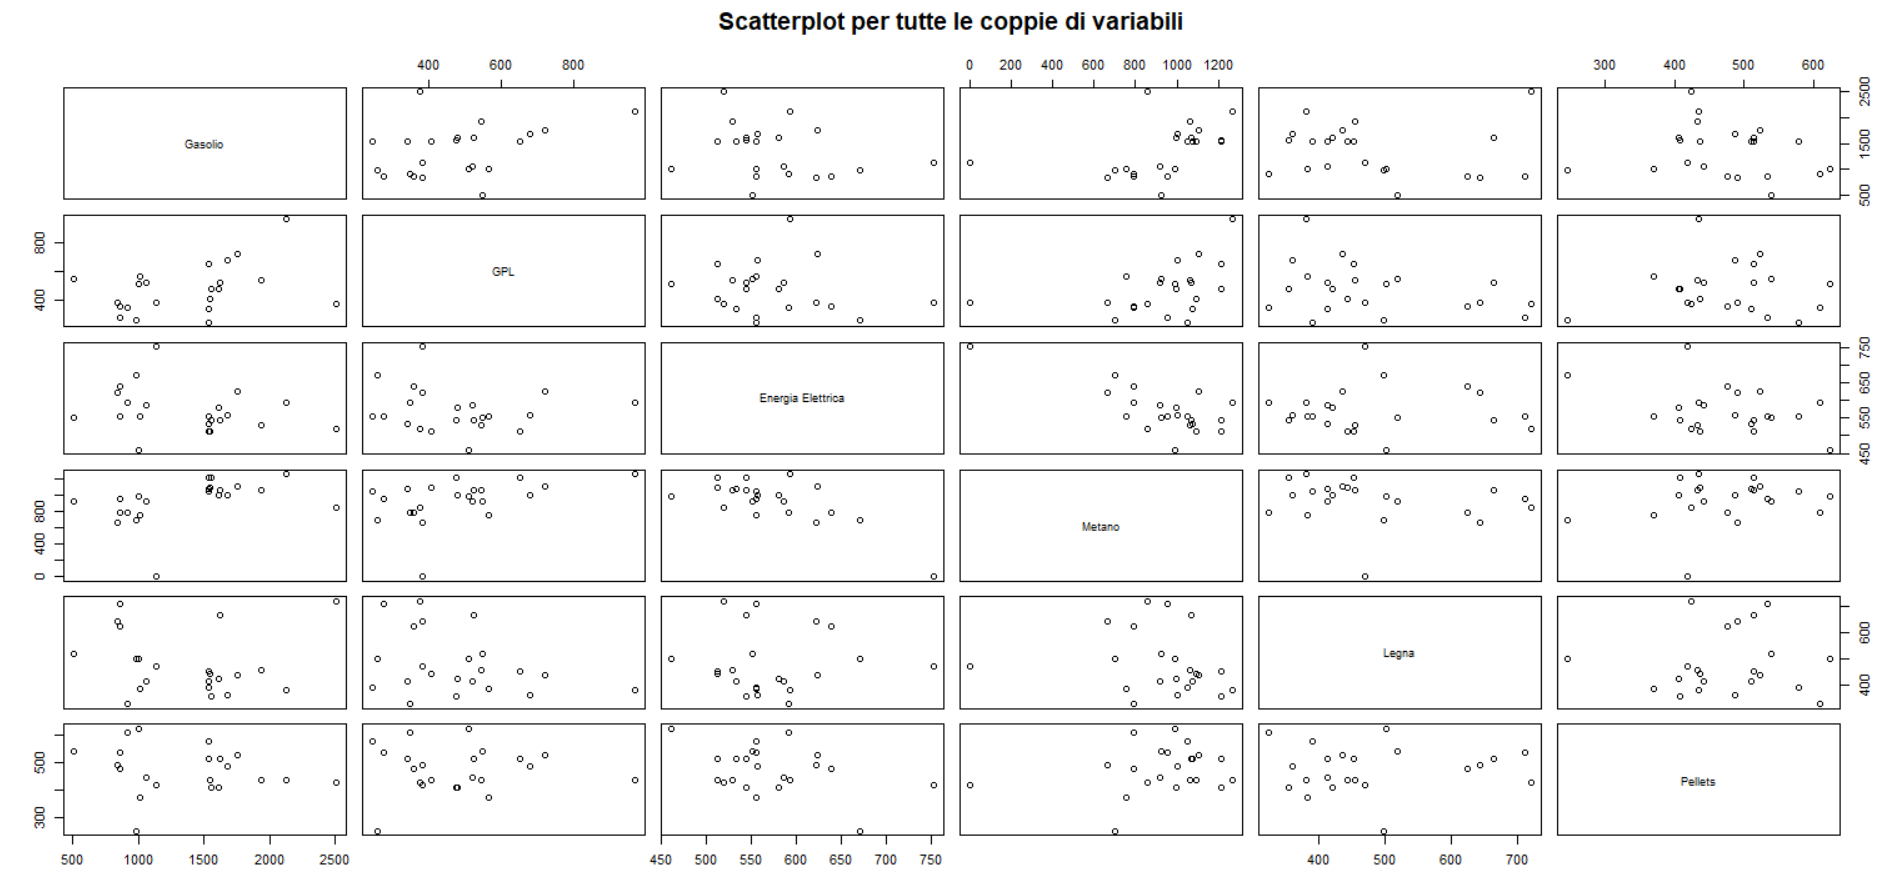 Scatterplot per tutte le coppie di variabili
400 600 800
0 200 400 600 800 1000 1200
300 400 500 600
Gasolio
500 1500 2500
400 800
GPL
Energia Elettrica
450 550 650 750
0 400 800
Metano
Legna
400 600
300 500
Pellets
500 1000 1500 2000 2500
450 500 550 600 650 700 750
400 500 600 700